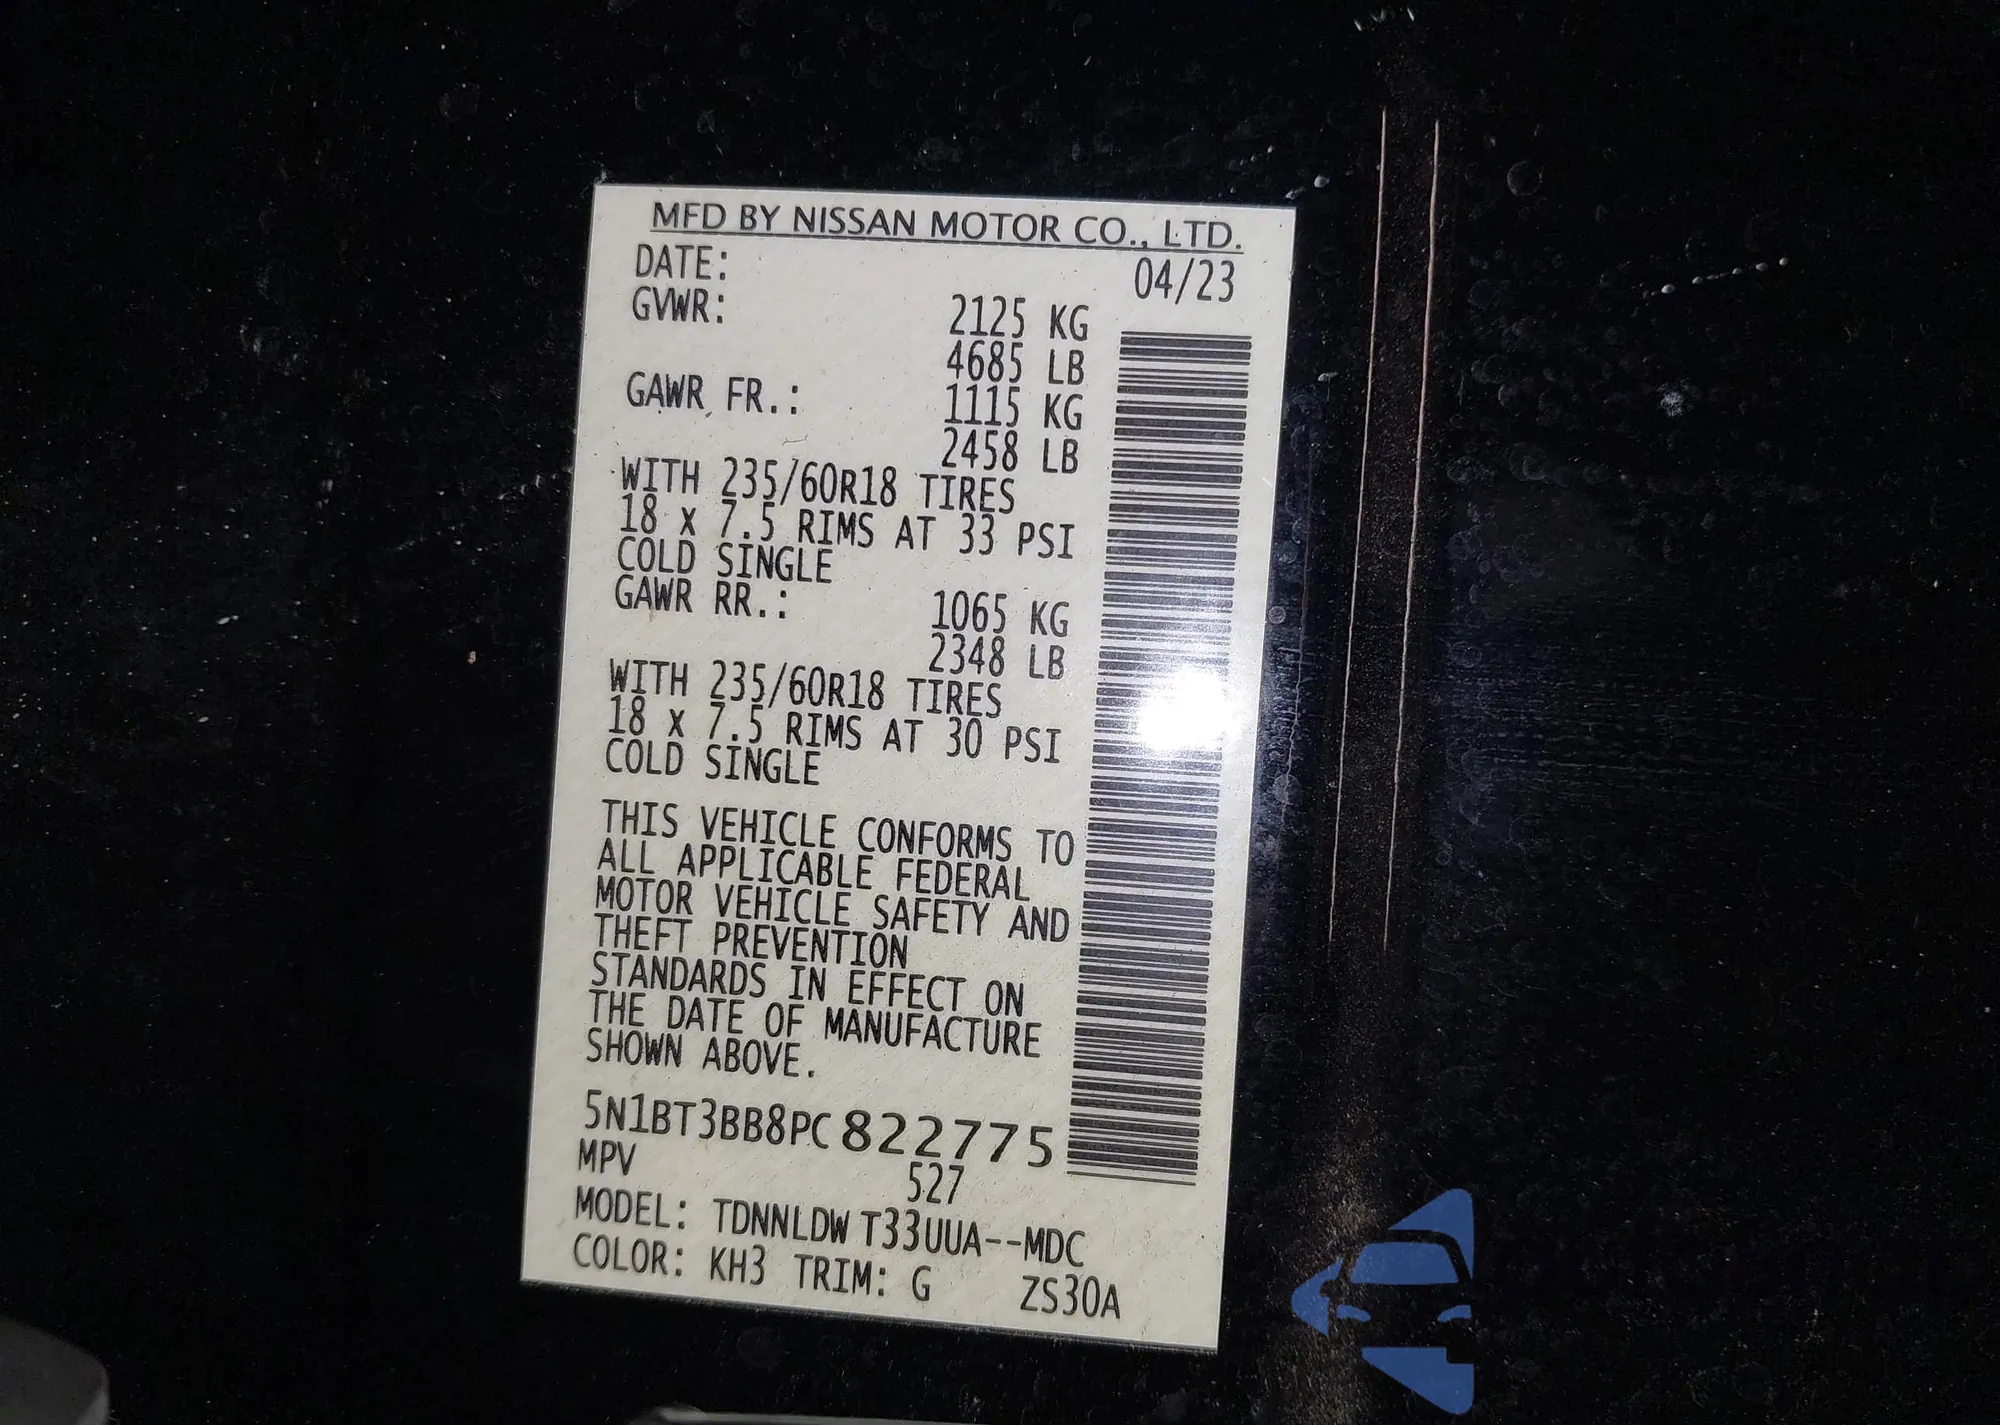 MFD BY NISSAN MOTOR CO., LTD.
DATE: 04/23
GVWR: 2125 KG
4685 LB
GAWR FR.: 1115 KG
2458 LB
WITH 235/60R18 TIRES
18 x 7.5 RIMS AT 33 PSI
COLD SINGLE
GAWR RR.: 1065 KG
2348 LB
WITH 235/60R18 TIRES
18 x 7.5 RIMS AT 30 PSI
COLD SINGLE
THIS VEHICLE CONFORMS TO
ALL APPLICABLE FEDERAL
MOTOR VEHICLE SAFETY AND
THEFT PREVENTION
STANDARDS IN EFFECT ON
THE DATE OF MANUFACTURE
SHOWN ABOVE.
5N1BT3BB8PC822775
MPV 527
MODEL: TDNNLDW T33UUA--MDC
COLOR: KH3 TRIM: G ZS30A